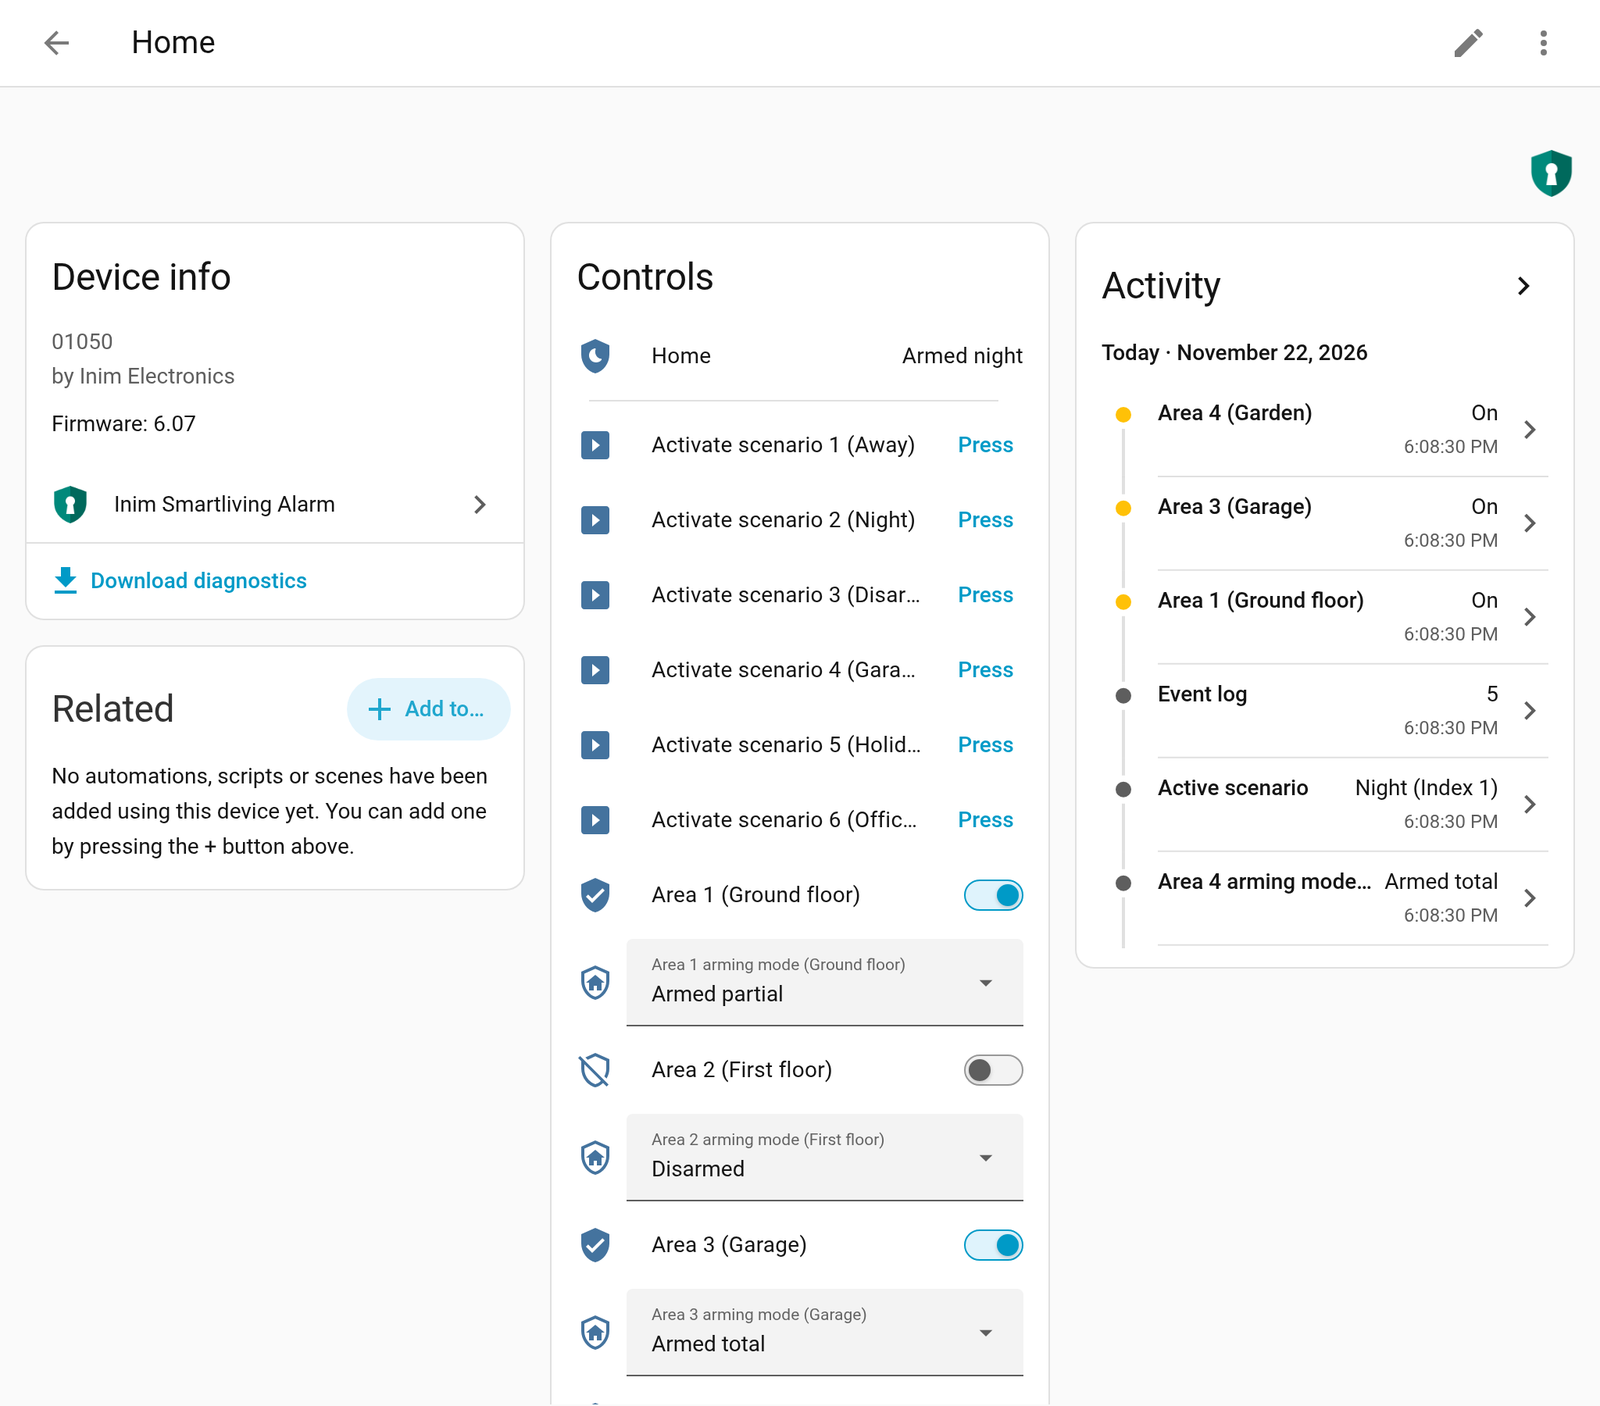 Home
Device info
01050
by Inim Electronics
Firmware: 6.07
Inim Smartliving Alarm
Download diagnostics
Related
Add to...
No automations, scripts or scenes have been
added using this device yet. You can add one
by pressing the + button above.
Controls
Home Armed night
Activate scenario 1 (Away) Press
Activate scenario 2 (Night) Press
Activate scenario 3 (Disar... Press
Activate scenario 4 (Gara... Press
Activate scenario 5 (Holid... Press
Activate scenario 6 (Offic... Press
Area 1 (Ground floor)
Area 1 arming mode (Ground floor)
Armed partial
Area 2 (First floor)
Area 2 arming mode (First floor)
Disarmed
Area 3 (Garage)
Area 3 arming mode (Garage)
Armed total
Activity
Today · November 22, 2026
Area 4 (Garden) On
6:08:30 PM
Area 3 (Garage) On
6:08:30 PM
Area 1 (Ground floor) On
6:08:30 PM
Event log 5
6:08:30 PM
Active scenario Night (Index 1)
6:08:30 PM
Area 4 arming mode... Armed total
6:08:30 PM